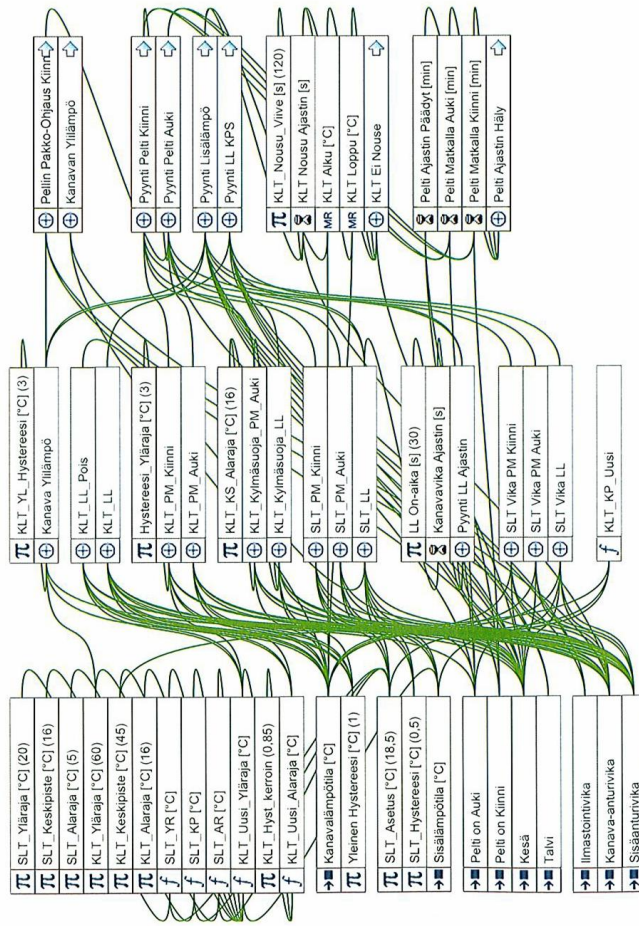 SLT_Yläraja [°C] (20)
SLT_Keskipiste [°C] (16)
SLT_Alaraja [°C] (5)
KLT_Yläraja [°C] (60)
KLT_Keskipiste [°C] (45)
KLT_Alaraja [°C] (16)
SLT_YR [°C]
SLT_KP [°C]
SLT_AR [°C]
KLT_Uusi_Yläraja [°C]
KLT_Hyst_kerroin (0,85)
KLT_Uusi_Alaraja [°C]
Kanavalämpötila [°C]
Yleinen Hystereesi [°C] (1)
SLT_Asetus [°C] (18,5)
SLT_Hystereesi [°C] (0,5)
Sisälämpötila [°C]
Pelti on Auki
Pelti on Kiinni
Kesä
Talvi
Ilmastointivika
Kanava-anturivika
Sisäanturivika
KLT_YL_Hystereesi [°C] (3)
Kanava Ylilämpö
KLT_LL_Pois
KLT_LL
Hystereesi_Yläraja [°C] (3)
KLT_PM_Kiinni
KLT_PM_Auki
KLT_KS_Alaraja [°C] (16)
KLT_Kylmäsuoja_PM_Auki
KLT_Kylmäsuoja_LL
SLT_PM_Kiinni
SLT_PM_Auki
SLT_LL
LL On-aika [s] (30)
Kanavavika Ajastin [s]
Pyynti LL Ajastin
SLT Vika PM Kiinni
SLT Vika PM Auki
SLT Vika LL
KLT_KP_Uusi
Pellin Pakko-Ohjaus Kiinn
Kanavan Ylilämpö
Pyynti Pelti Kiinni
Pyynti Pelti Auki
Pyynti Lisälämpö
Pyynti LL KPS
KLT_Nousu_Viive [s] (120)
KLT Nousu Ajastin [s]
MR KLT Alku [°C]
MR KLT Loppu [°C]
KLT Ei Nouse
Pelti Ajastin Päädyt [min]
Pelti Matkalla Auki [min]
Pelti Matkalla Kiinni [min]
Pelti Ajastin Häly